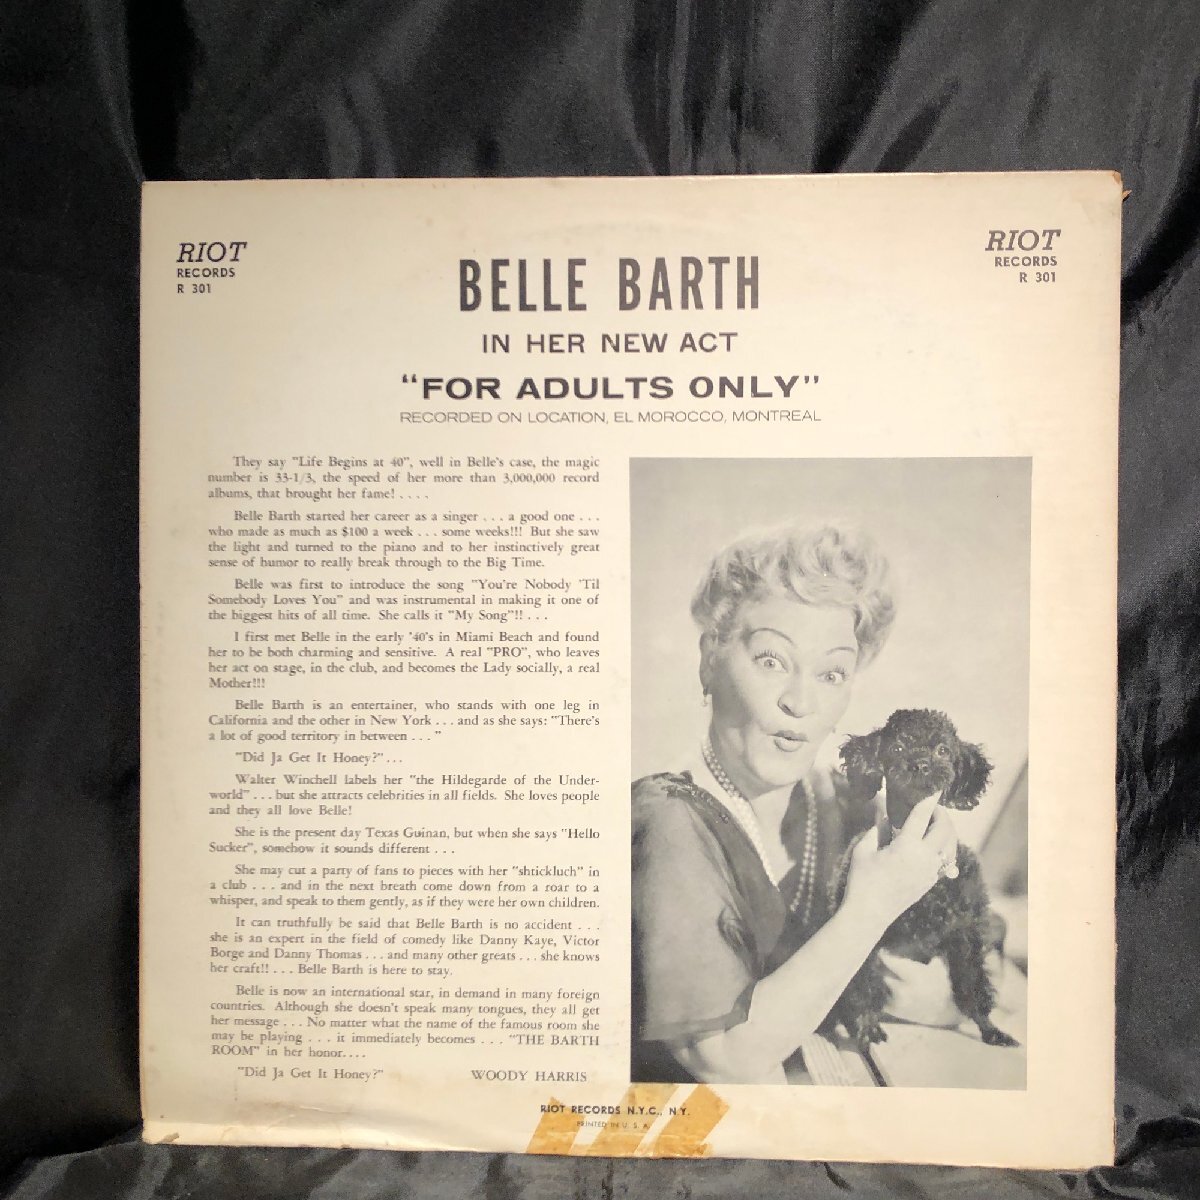 RIOT
RECORDS
R 301
RIOT
RECORDS
R 301
BELLE BARTH
IN HER NEW ACT
“FOR ADULTS ONLY”
RECORDED ON LOCATION, EL MOROCCO, MONTREAL
They say "Life Begins at 40", well in Belle's case, the magic
number is 33-1/3, the speed of her more than 3,000,000 record
albums, that brought her fame! . . . .
Belle Barth started her career as a singer . . . a good one . . .
who made as much as $100 a week . . . some weeks!!! But she saw
the light and turned to the piano and to her instinctively great
sense of humor to really break through to the Big Time.
Belle was first to introduce the song "You're Nobody 'Til
Somebody Loves You" and was instrumental in making it one of
the biggest hits of all time. She calls it "My Song"!! . . .
I first met Belle in the early '40's in Miami Beach and found
her to be both charming and sensitive. A real "PRO", who leaves
her act on stage, in the club, and becomes the Lady socially, a real
Mother!!!
Belle Barth is an entertainer, who stands with one leg in
California and the other in New York . . . and as she says: "There's
a lot of good territory in between . . . "
"Did Ja Get It Honey?" . . .
Walter Winchell labels her "the Hildegarde of the Under-
world" . . . but she attracts celebrities in all fields. She loves people
and they all love Belle!
She is the present day Texas Guinan, but when she says "Hello
Sucker", somehow it sounds different . . .
She may cut a party of fans to pieces with her "shtickluch" in
a club . . . and in the next breath come down from a roar to a
whisper, and speak to them gently, as if they were her own children.
It can truthfully be said that Belle Barth is no accident . . .
she is an expert in the field of comedy like Danny Kaye, Victor
Borge and Danny Thomas . . . and many other greats . . . she knows
her craft!! . . . Belle Barth is here to stay.
Belle is now an international star, in demand in many foreign
countries. Although she doesn't speak many tongues, they all get
her message . . . No matter what the name of the famous room she
may be playing . . . it immediately becomes . . . "THE BARTH
ROOM" in her honor. . . .
"Did Ja Get It Honey?" WOODY HARRIS
RIOT RECORDS N.Y.C., N.Y.
PRINTED IN U. S. A.